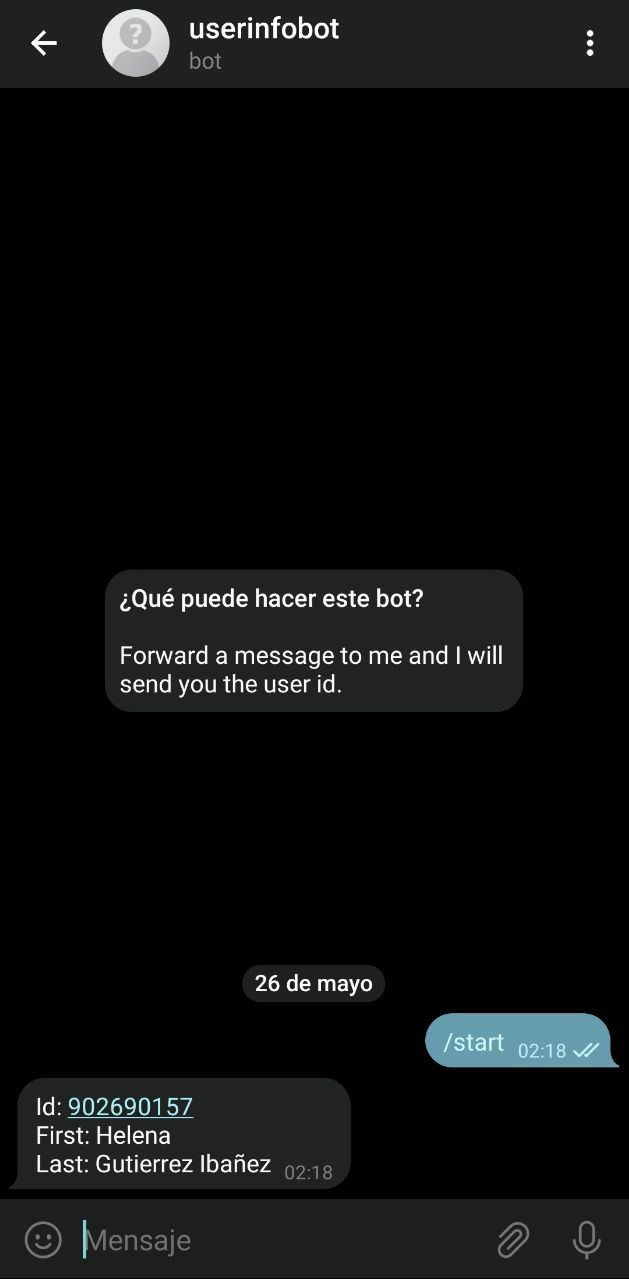 userinfobot
bot
¿Qué puede hacer este bot?
Forward a message to me and I will
send you the user id.
26 de mayo
/start 02:18
Id: 902690157
First: Helena
Last: Gutierrez Ibañez 02:18
Mensaje